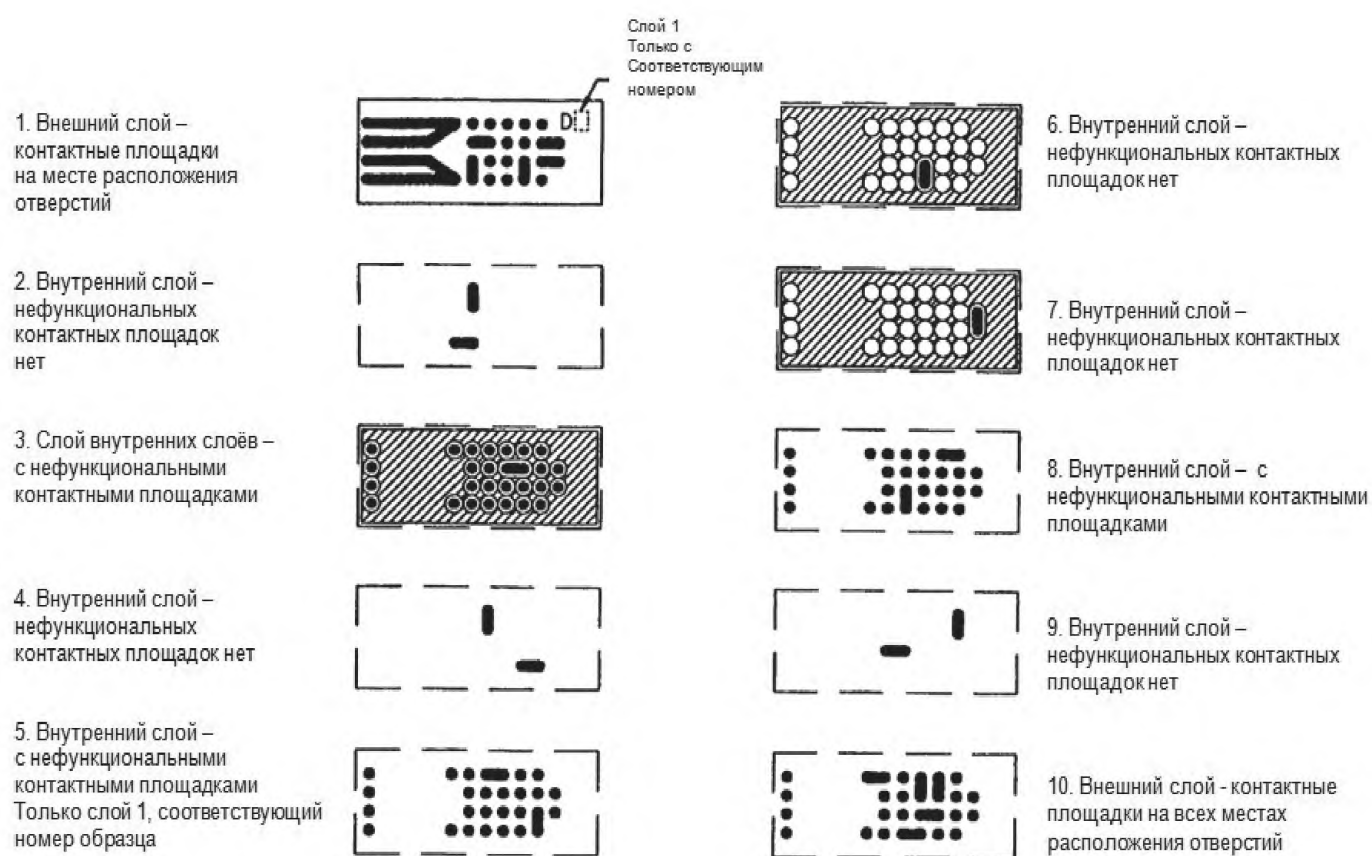 Слой 1
Только с
Соответствующим
номером
1. Внешний слой –
контактные площадки
на месте расположения
отверстий
D
2. Внутренний слой –
нефункциональных
контактных площадок
нет
3. Слой внутренних слоёв –
с нефункциональными
контактными площадками
4. Внутренний слой –
нефункциональных
контактных площадок нет
5. Внутренний слой –
с нефункциональными
контактными площадками
Только слой 1, соответствующий
номер образца
6. Внутренний слой –
нефункциональных контактных
площадок нет
7. Внутренний слой –
нефункциональных контактных
площадок нет
8. Внутренний слой – с
нефункциональными контактными
площадками
9. Внутренний слой –
нефункциональных контактных
площадок нет
10. Внешний слой - контактные
площадки на всех местах
расположения отверстий